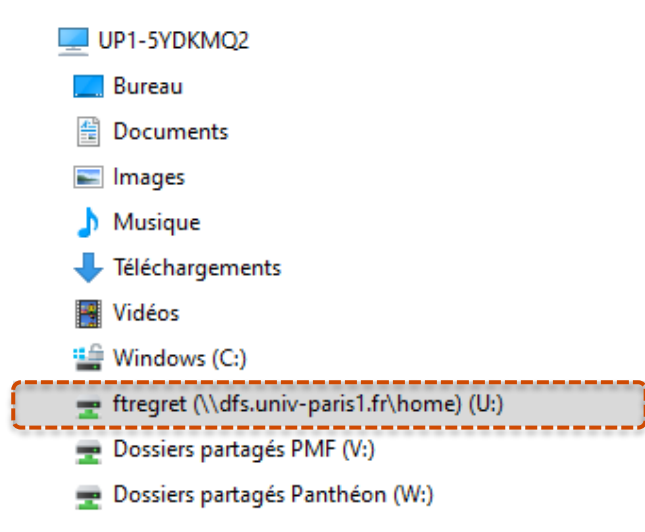 UP1-5YDKMQ2
Bureau
Documents
Images
Musique
Téléchargements
Vidéos
Windows (C:)
ftregret (\\dfs.univ-paris1.fr\home) (U:)
Dossiers partagés PMF (V:)
Dossiers partagés Panthéon (W:)